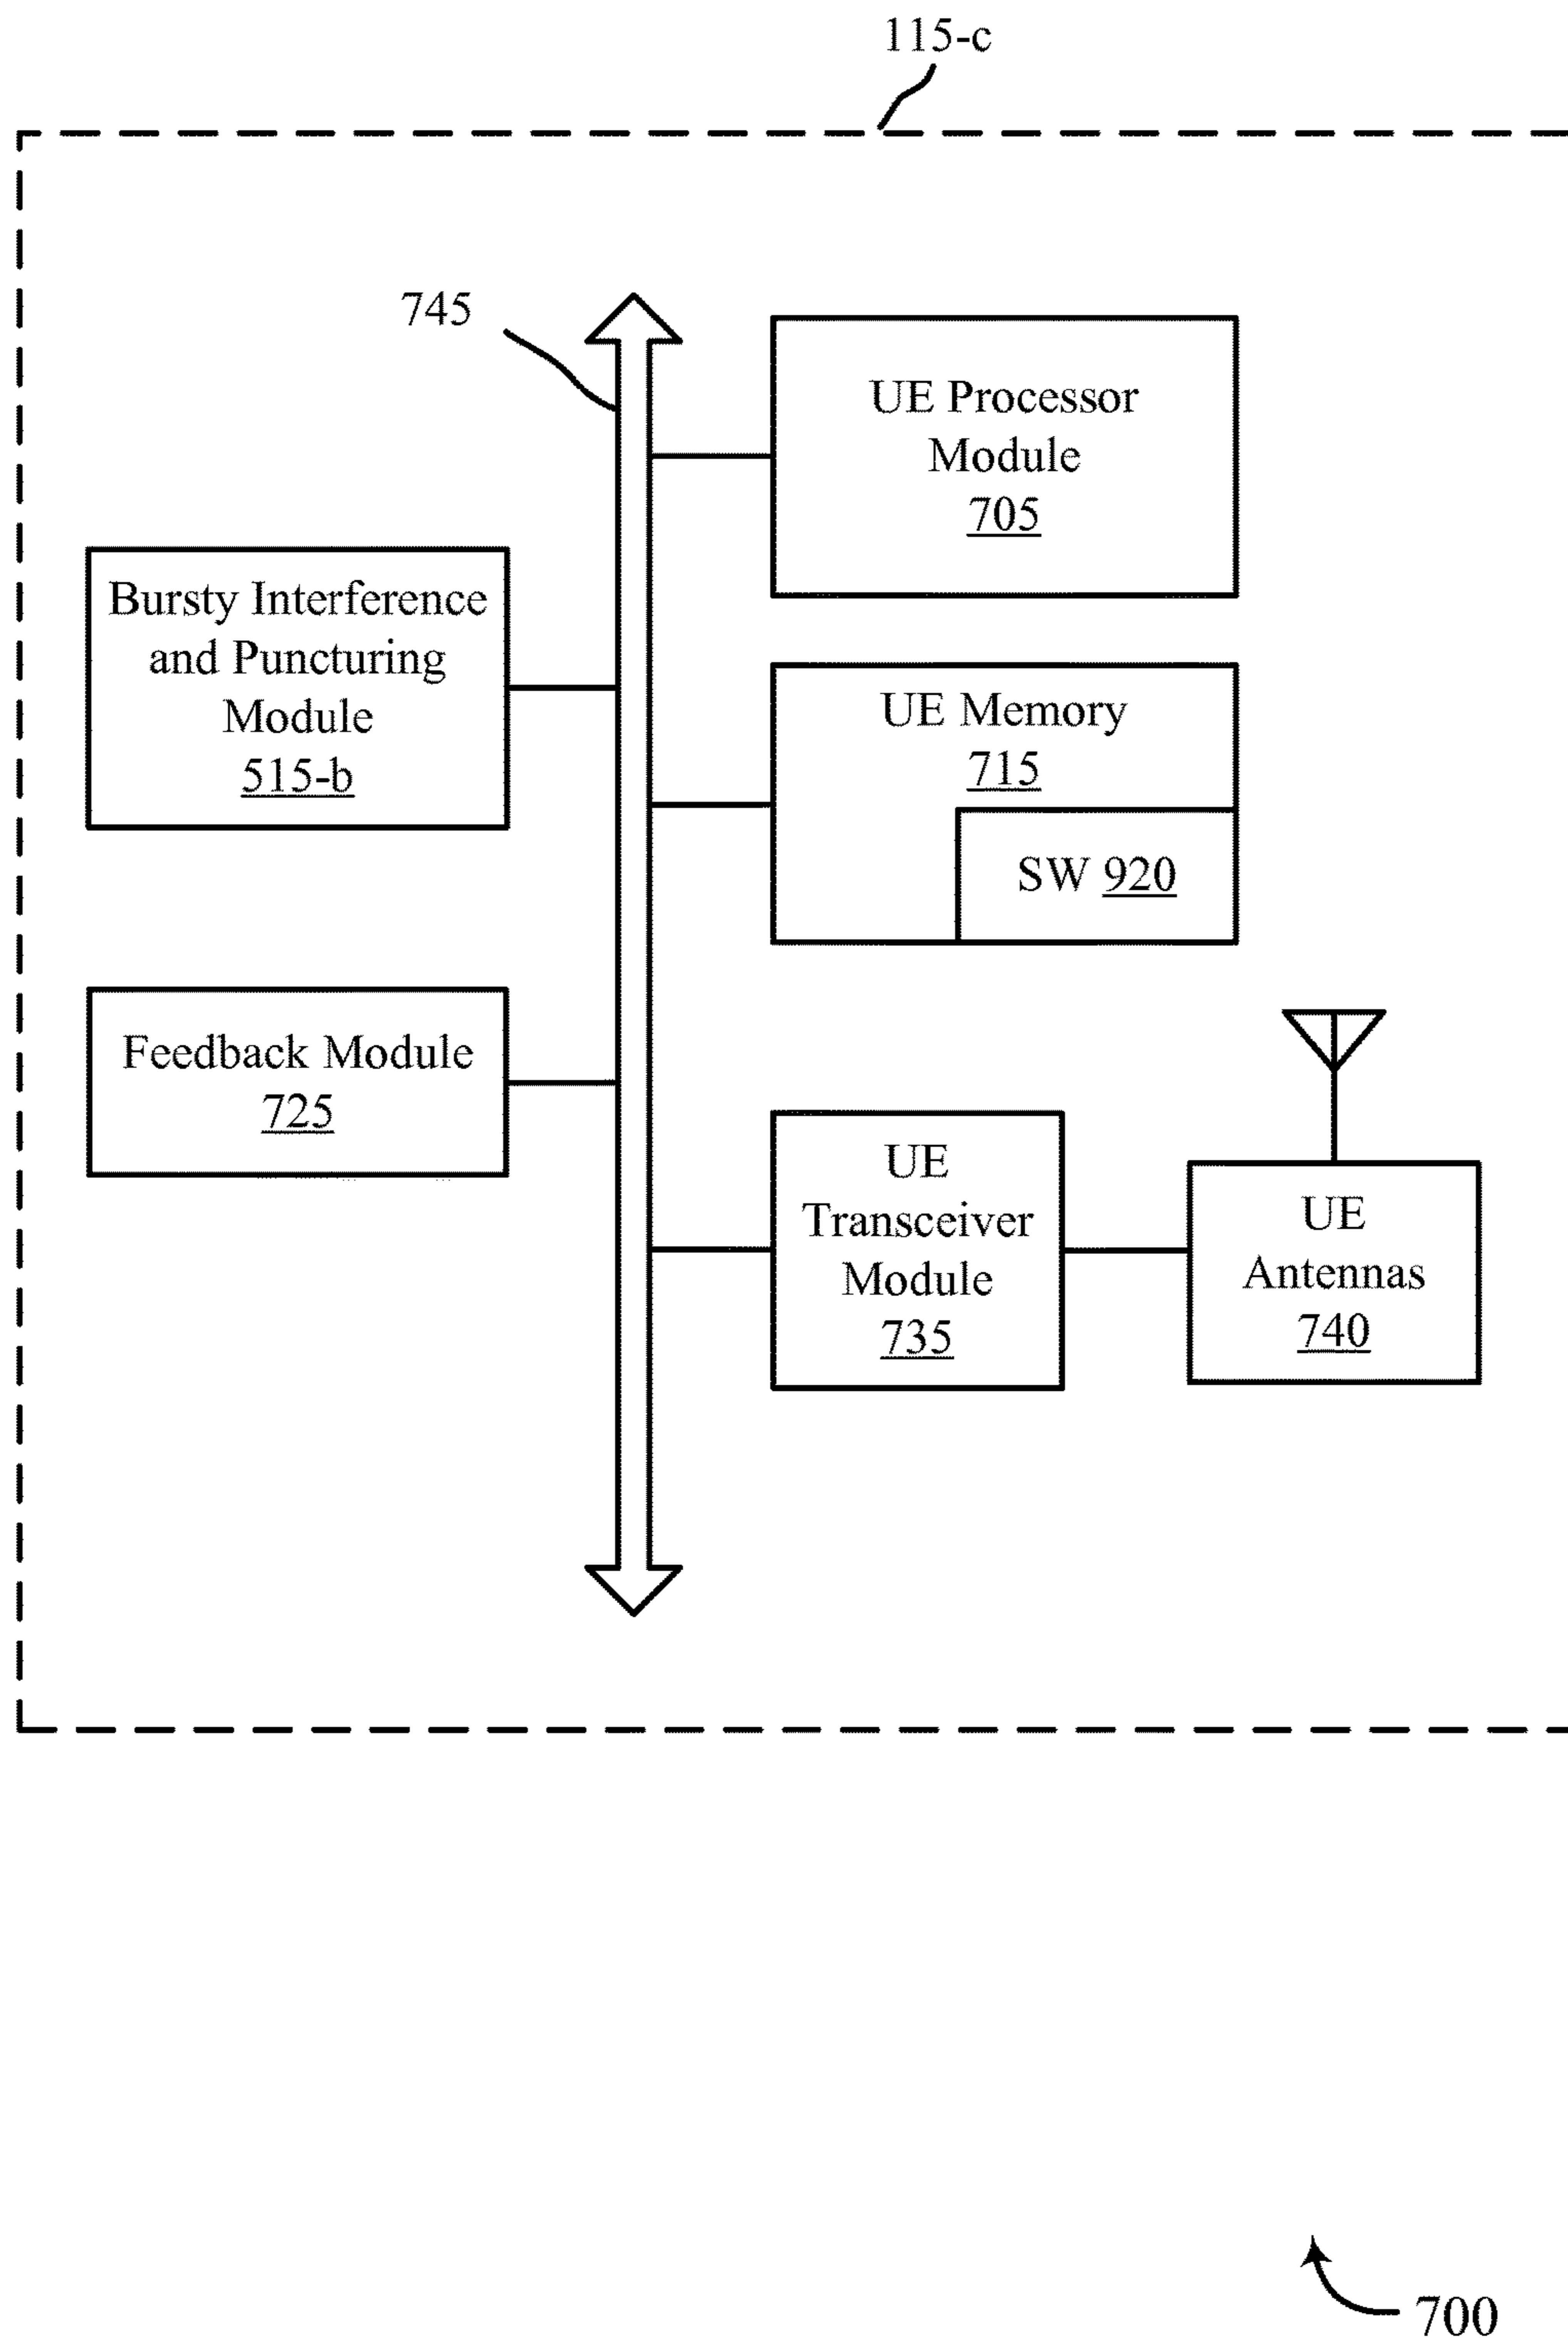 115-c
745
UE Processor
Module
705
Bursty Interference
and Puncturing
Module
515-b
UE Memory
715
SW 920
Feedback Module
725
UE
Transceiver
Module
735
UE
Antennas
740
700